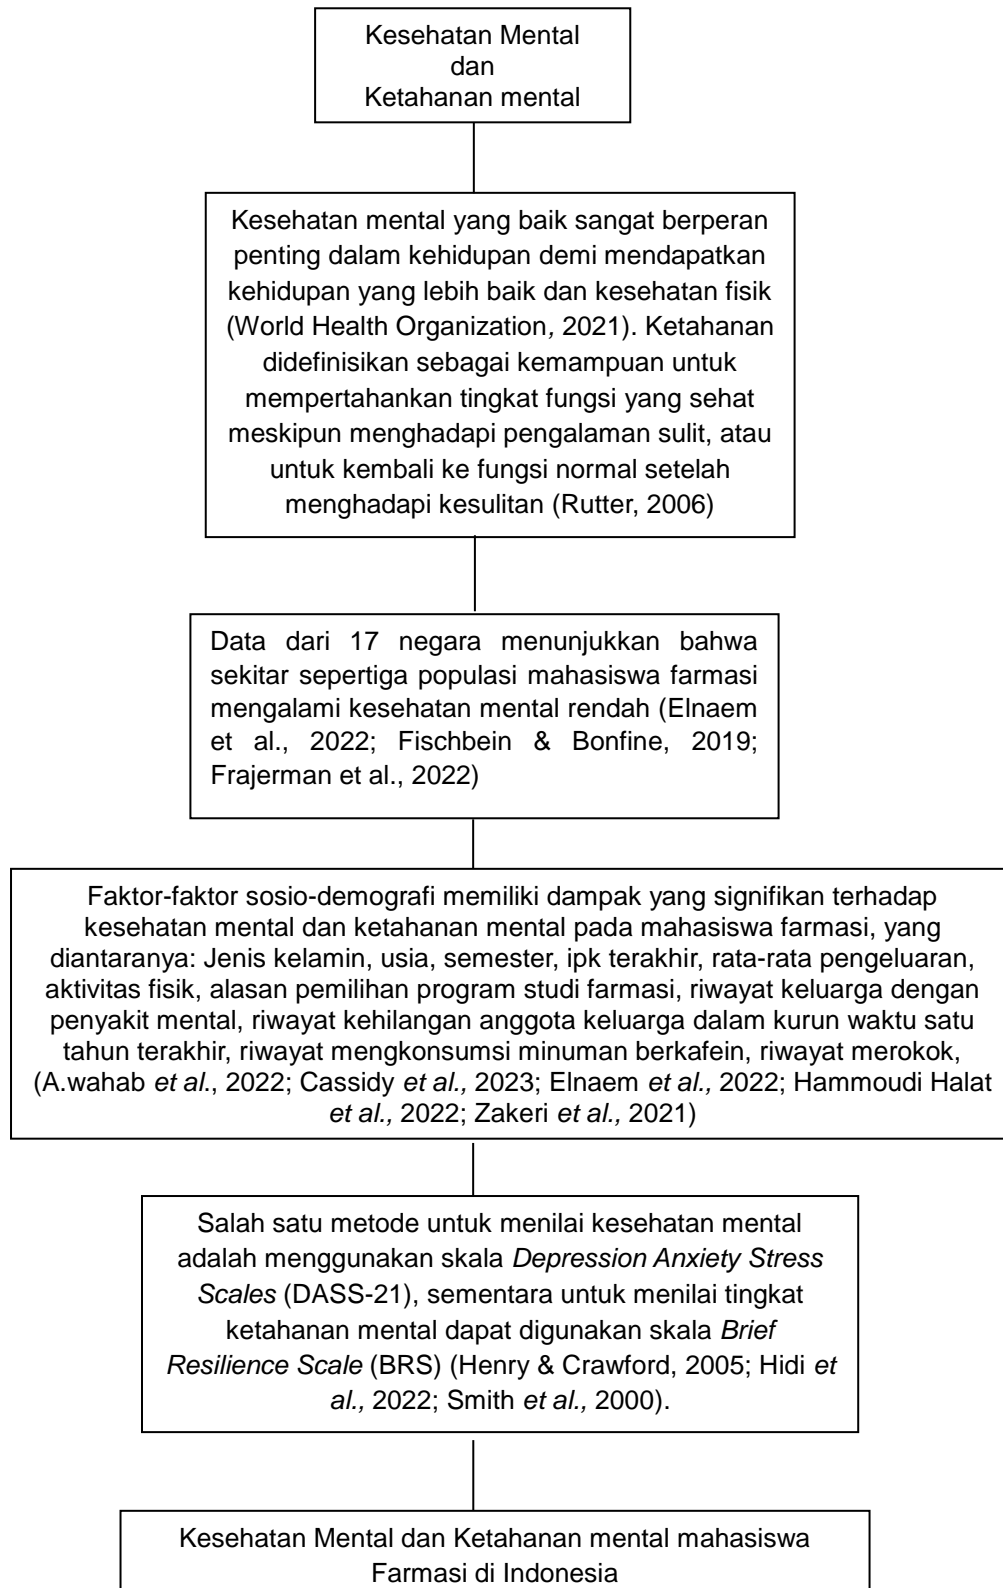 Kesehatan Mental
dan
Ketahanan mental
Kesehatan mental yang baik sangat berperan
penting dalam kehidupan demi mendapatkan
kehidupan yang lebih baik dan kesehatan fisik
(World Health Organization, 2021). Ketahanan
didefinisikan sebagai kemampuan untuk
mempertahankan tingkat fungsi yang sehat
meskipun menghadapi pengalaman sulit, atau
untuk kembali ke fungsi normal setelah
menghadapi kesulitan (Rutter, 2006)
Data dari 17 negara menunjukkan bahwa
sekitar sepertiga populasi mahasiswa farmasi
mengalami kesehatan mental rendah (Elnaem
et al., 2022; Fischbein & Bonfine, 2019;
Frajerman et al., 2022)
Faktor-faktor sosio-demografi memiliki dampak yang signifikan terhadap
kesehatan mental dan ketahanan mental pada mahasiswa farmasi, yang
diantaranya: Jenis kelamin, usia, semester, ipk terakhir, rata-rata pengeluaran,
aktivitas fisik, alasan pemilihan program studi farmasi, riwayat keluarga dengan
penyakit mental, riwayat kehilangan anggota keluarga dalam kurun waktu satu
tahun terakhir, riwayat mengkonsumsi minuman berkafein, riwayat merokok,
(A.wahab et al., 2022; Cassidy et al., 2023; Elnaem et al., 2022; Hammoudi Halat
et al., 2022; Zakeri et al., 2021)
Salah satu metode untuk menilai kesehatan mental
adalah menggunakan skala Depression Anxiety Stress
Scales (DASS-21), sementara untuk menilai tingkat
ketahanan mental dapat digunakan skala Brief
Resilience Scale (BRS) (Henry & Crawford, 2005; Hidi et
al., 2022; Smith et al., 2000).
Kesehatan Mental dan Ketahanan mental mahasiswa
Farmasi di Indonesia